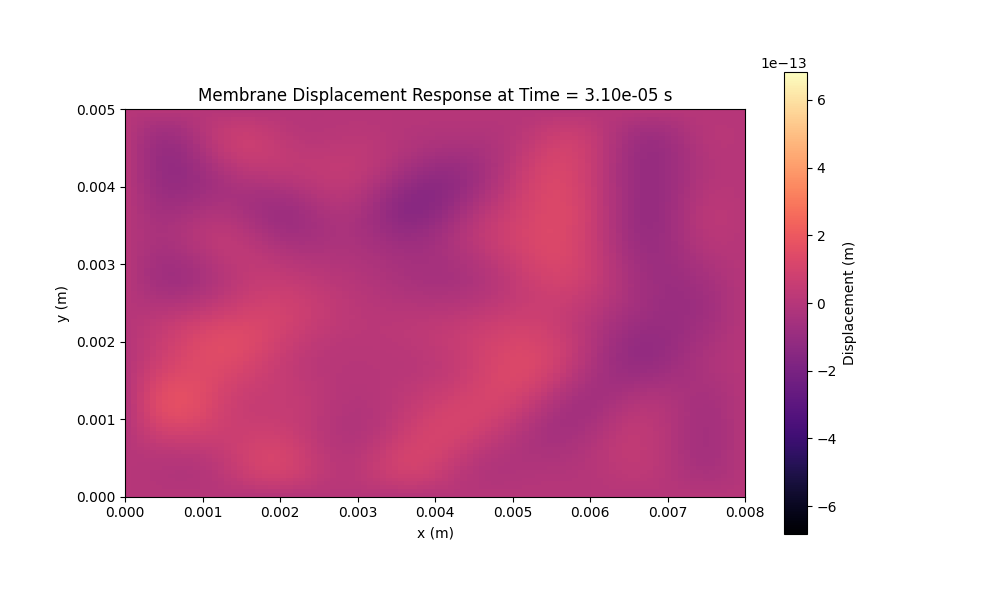 1e−13
Membrane Displacement Response at Time = 3.10e-05 s
0.005
0.004
0.003
0.002
0.001
0.000
y (m)
0.000 0.001 0.002 0.003 0.004 0.005 0.006 0.007 0.008
x (m)
6
4
2
0
−2
−4
−6
Displacement (m)